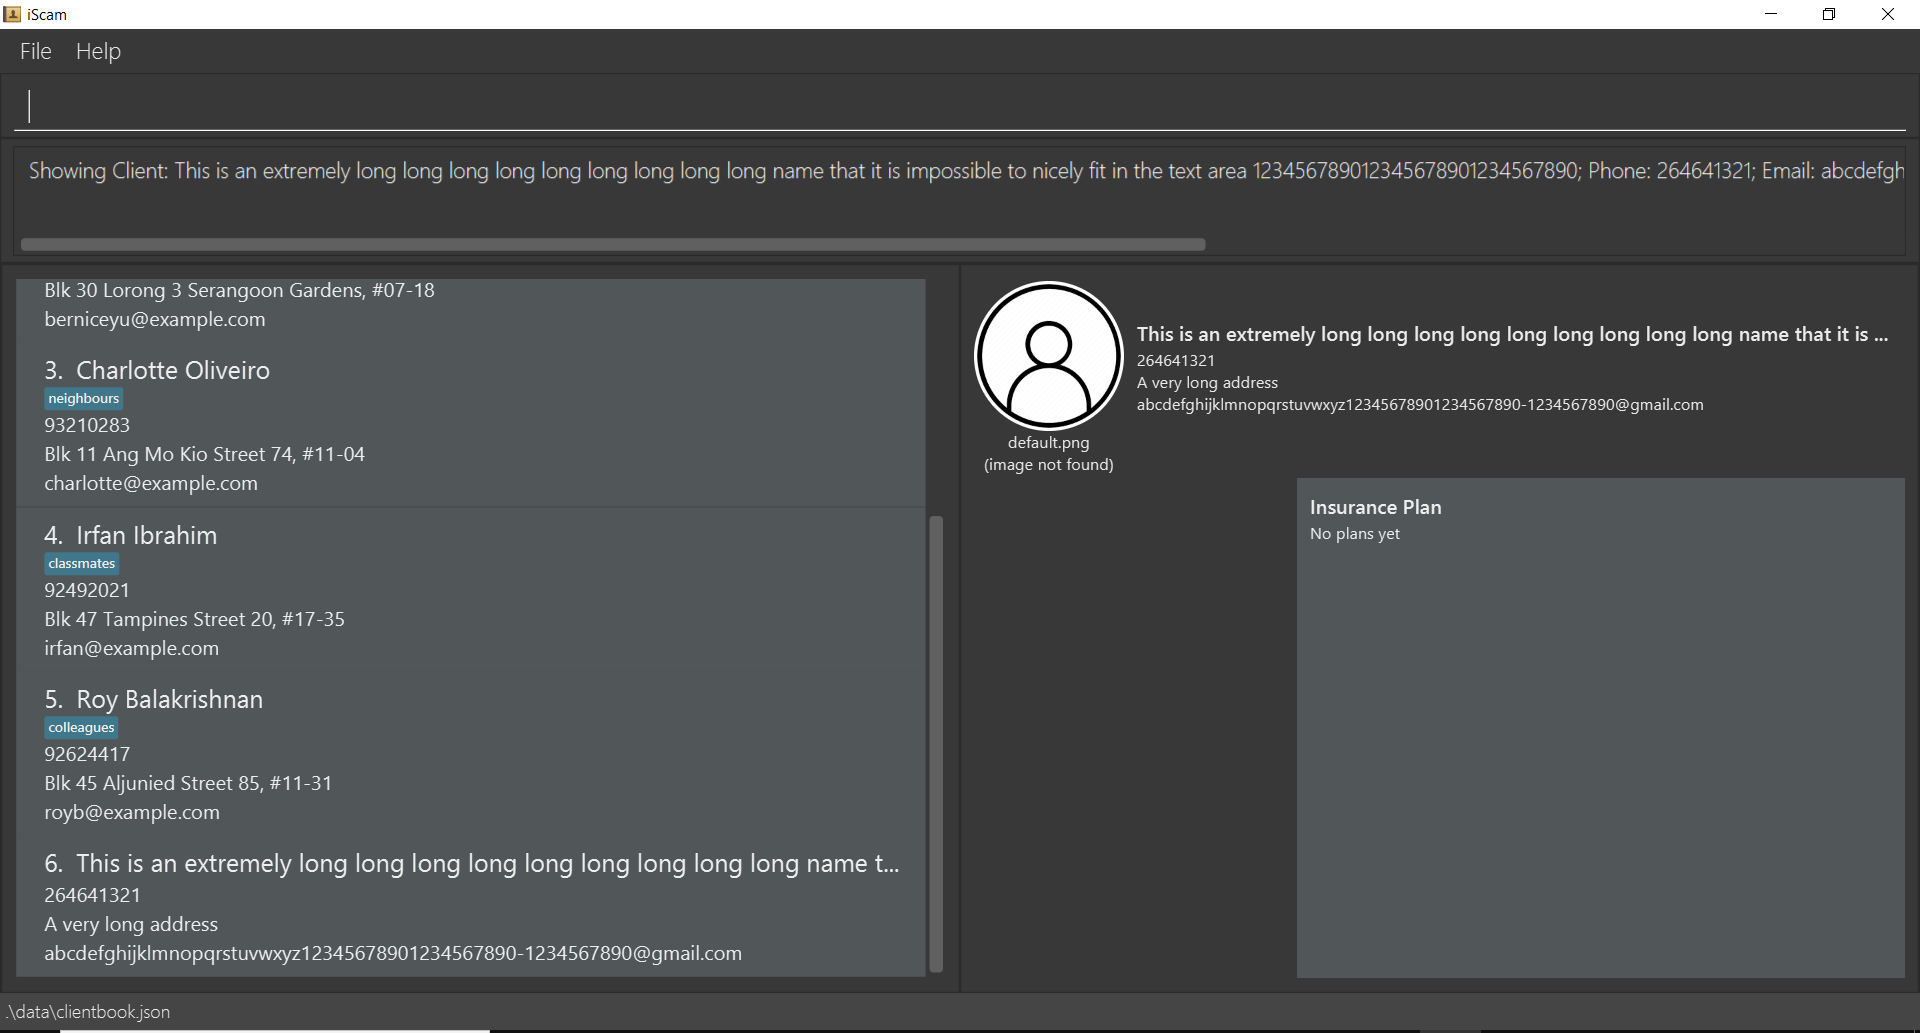 iScam
File Help
Showing Client: This is an extremely long long long long long long long long long name that it is impossible to nicely fit in the text area 123456789012345678901234567890; Phone: 264641321; Email: abcdefgh
Blk 30 Lorong 3 Serangoon Gardens, #07-18
berniceyu@example.com
3. Charlotte Oliveiro
neighbours
93210283
Blk 11 Ang Mo Kio Street 74, #11-04
charlotte@example.com
4. Irfan Ibrahim
classmates
92492021
Blk 47 Tampines Street 20, #17-35
irfan@example.com
5. Roy Balakrishnan
colleagues
92624417
Blk 45 Aljunied Street 85, #11-31
royb@example.com
6. This is an extremely long long long long long long long long long name t...
264641321
A very long address
abcdefghijklmnopqrstuvwxyz12345678901234567890-1234567890@gmail.com
default.png
(image not found)
This is an extremely long long long long long long long long long name that it is ...
264641321
A very long address
abcdefghijklmnopqrstuvwxyz12345678901234567890-1234567890@gmail.com
Insurance Plan
No plans yet
.\data\clientbook.json